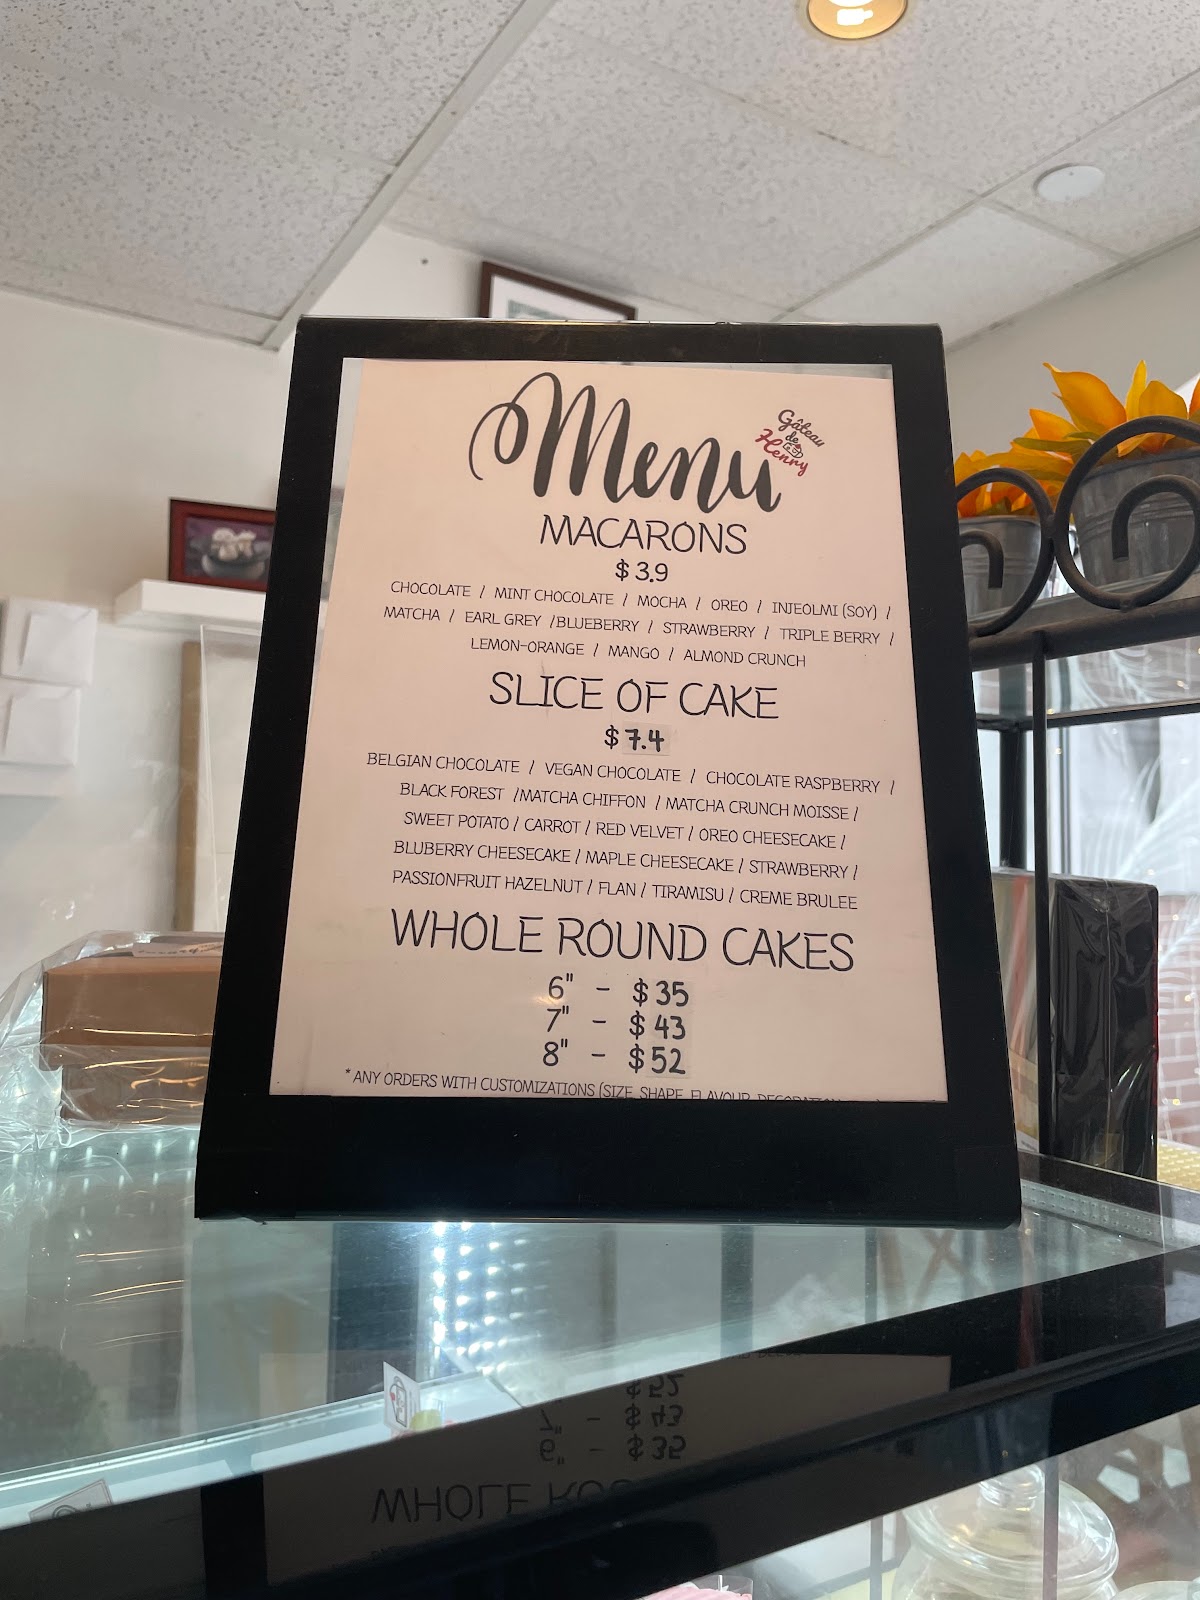 Menu
Gâteau
de
Henry
MACARONS
$3.9
CHOCOLATE / MINT CHOCOLATE / MOCHA / OREO / INJEOLMI (SOY) /
MATCHA / EARL GREY /BLUEBERRY / STRAWBERRY / TRIPLE BERRY /
LEMON-ORANGE / MANGO / ALMOND CRUNCH
SLICE OF CAKE
$7.4
BELGIAN CHOCOLATE / VEGAN CHOCOLATE / CHOCOLATE RASPBERRY /
BLACK FOREST /MATCHA CHIFFON / MATCHA CRUNCH MOISSE /
SWEET POTATO / CARROT / RED VELVET / OREO CHEESECAKE /
BLUBERRY CHEESECAKE / MAPLE CHEESECAKE / STRAWBERRY /
PASSIONFRUIT HAZELNUT / FLAN / TIRAMISU / CREME BRULEE
WHOLE ROUND CAKES
6" - $35
7" - $43
8" - $52
*ANY ORDERS WITH CUSTOMIZATIONS (SIZE, SHAPE, FLAVOUR, DECORATION